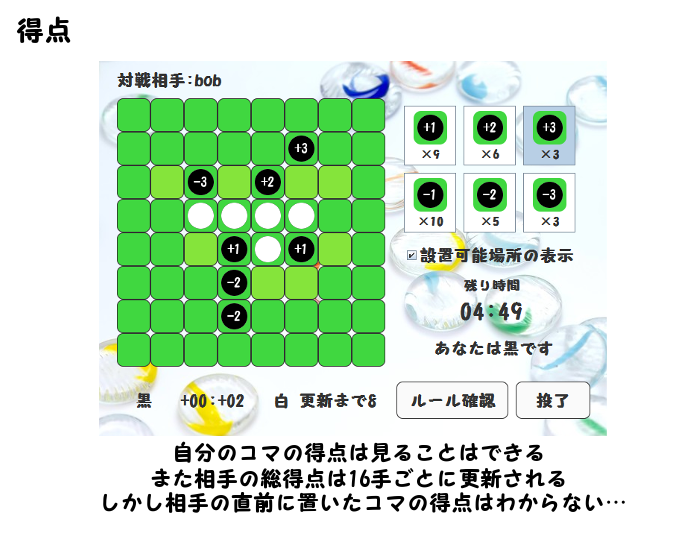 得点
対戦相手:bob
+3
-3
+2
+1
+1
-2
-2
+1 +2 +3
×9 ×6 ×3
-1 -2 -3
×10 ×5 ×3
設置可能場所の表示
残り時間
04:49
あなたは黒です
黒 +00:+02 白 更新まで8 ルール確認 投了
自分のコマの得点は見ることはできる
また相手の総得点は16手ごとに更新される
しかし相手の直前に置いたコマの得点はわからない…